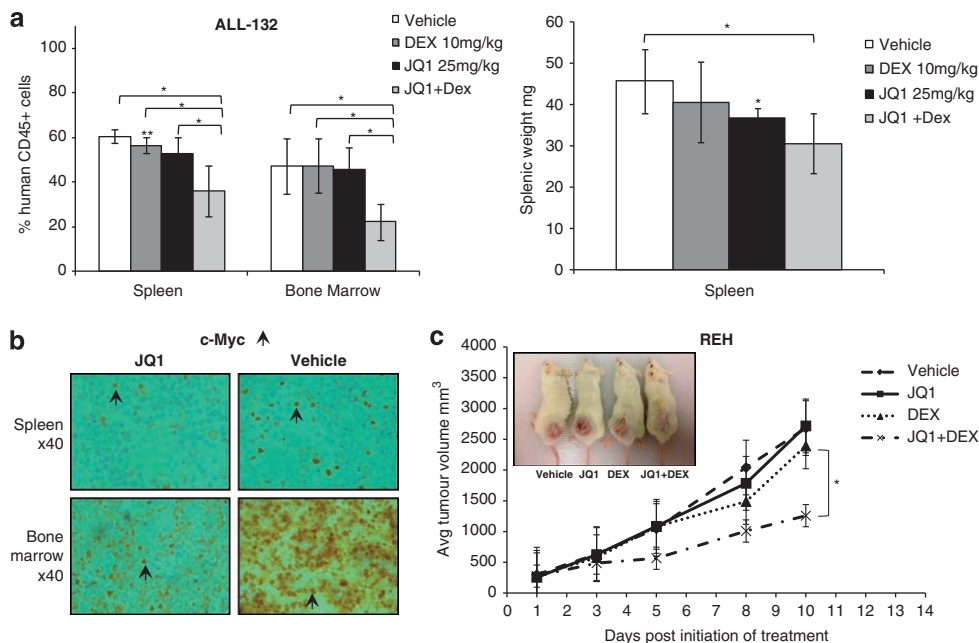 a
ALL-132
% human CD45+ cells
100
80
60
40
20
0
*
*
*
**
*
*
*
Spleen
Bone Marrow
Vehicle
DEX 10mg/kg
JQ1 25mg/kg
JQ1+Dex
Splenic weight mg
60
50
40
30
20
10
0
*
*
Spleen
Vehicle
DEX 10mg/kg
JQ1 25mg/kg
JQ1 +Dex
b
c-Myc
JQ1
Vehicle
Spleen
x40
Bone
marrow
x40
c
REH
Avg tumour volume mm³
4000
3500
3000
2500
2000
1500
1000
500
0
Vehicle JQ1 DEX JQ1+DEX
*
0 1 2 3 4 5 6 7 8 9 10 11 12 13 14
Days post initiation of treatment
Vehicle
JQ1
DEX
JQ1+DEX